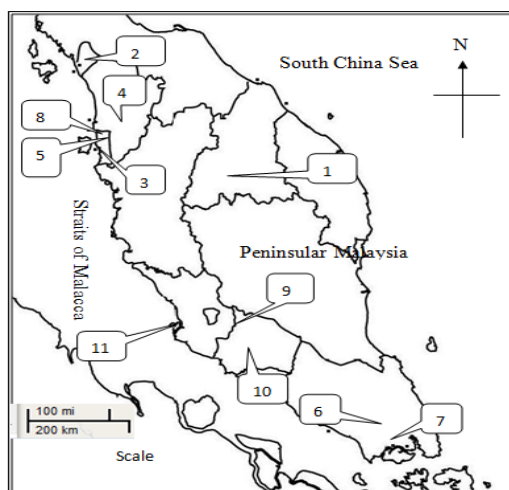 2
South China Sea
N
4
8
5
3
1
Straits of Malacca
Peninsular Malaysia
9
11
10
6
7
100 mi
200 km
Scale